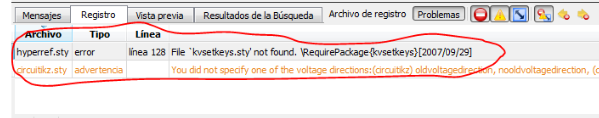 Mensajes Registro Vista previa Resultados de la Búsqueda Archivo de registro Problemas
Archivo Tipo Línea
hyperref.sty error línea 128 File `kvsetkeys.sty' not found. \RequirePackage{kvsetkeys}[2007/09/29]
circuitikz.sty advertencia You did not specify one of the voltage directions:(circuitikz) oldvoltagedirection, nooldvoltagedirection,